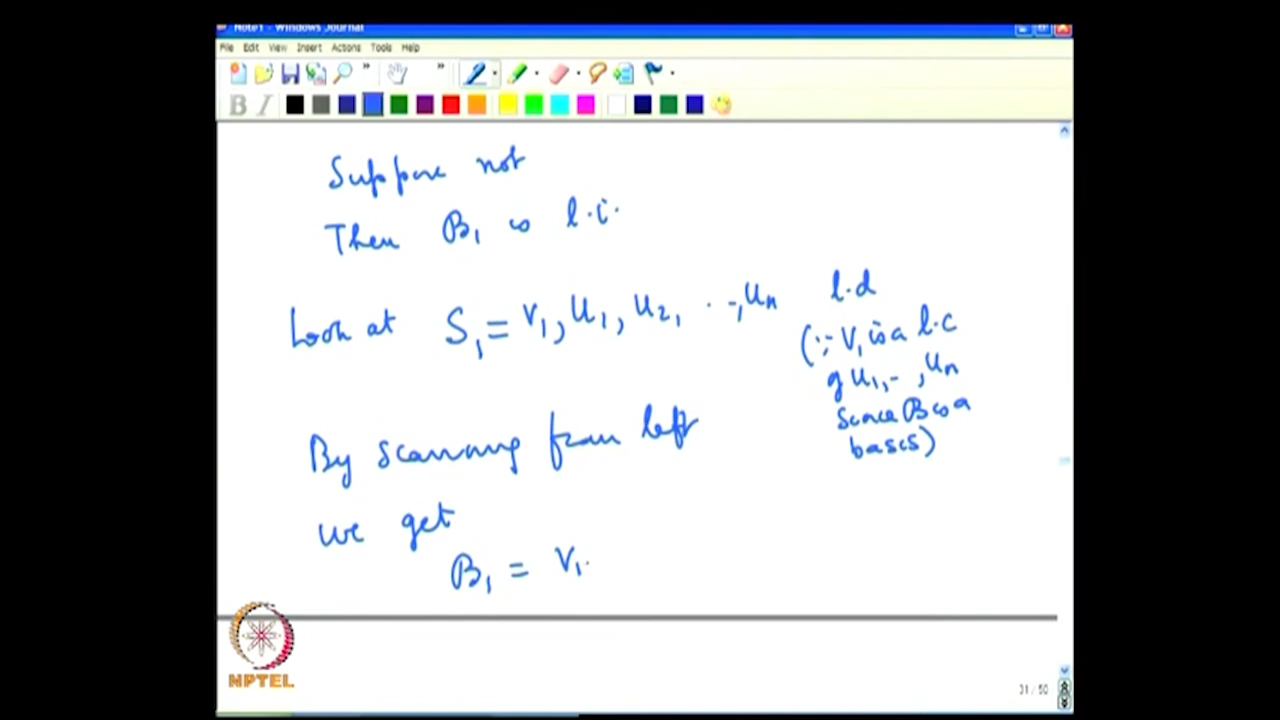 Note1 - Windows Journal
File Edit View Insert Actions Tools Help
B I
Suppose not
Then B₁ is l.i.
Look at S₁ = v₁, u₁, u₂, ..., uₙ l.d
(∵ v₁ is a l.c
of u₁, -, uₙ
since B is a
basis)
By scanning from left
we get
B₁ = v₁.
NPTEL
31 / 50